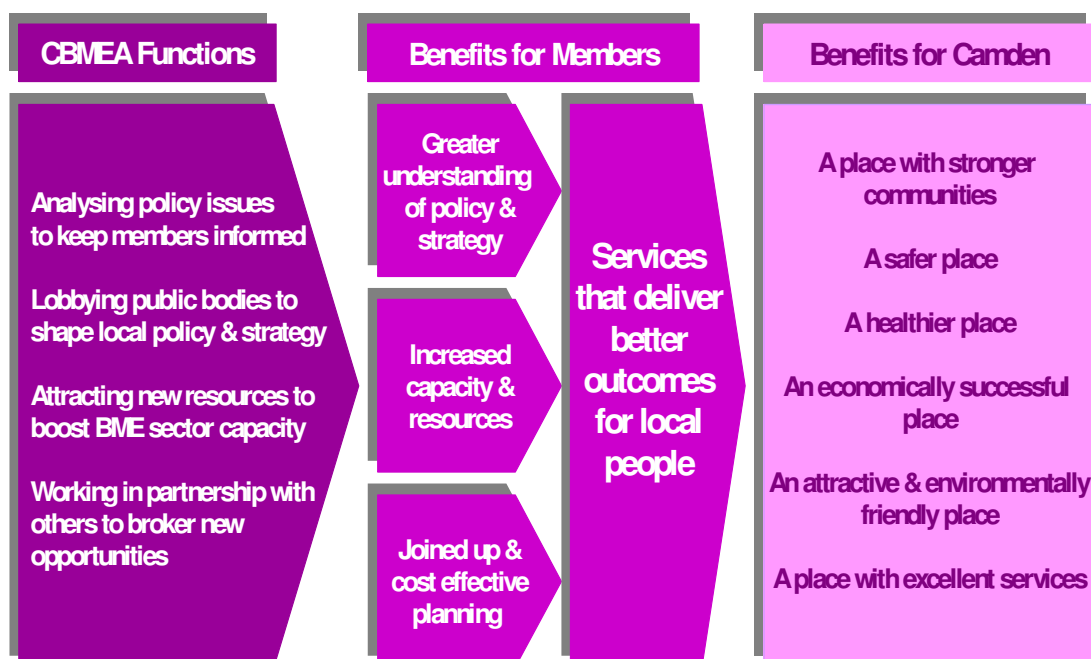 CBMEA Functions
Analysing policy issues
to keep members informed
Lobbying public bodies to
shape local policy & strategy
Attracting new resources to
boost BME sector capacity
Working in partnership with
others to broker new
opportunities
Benefits for Members
Greater
understanding
of policy &
strategy
Increased
capacity &
resources
Joined up &
cost effective
planning
Services
that deliver
better
outcomes
for local
people
Benefits for Camden
A place with stronger
communities
A safer place
A healthier place
An economically successful
place
An attractive & environmentally
friendly place
A place with excellent services